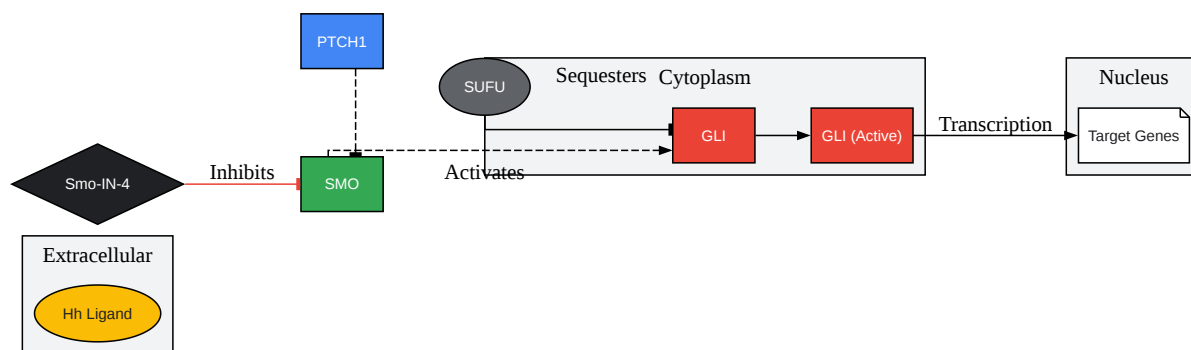 PTCH1
SUFU
Sequesters
Cytoplasm
Nucleus
GLI
GLI (Active)
Transcription
Target Genes
Smo-IN-4
Inhibits
SMO
Activates
Extracellular
Hh Ligand